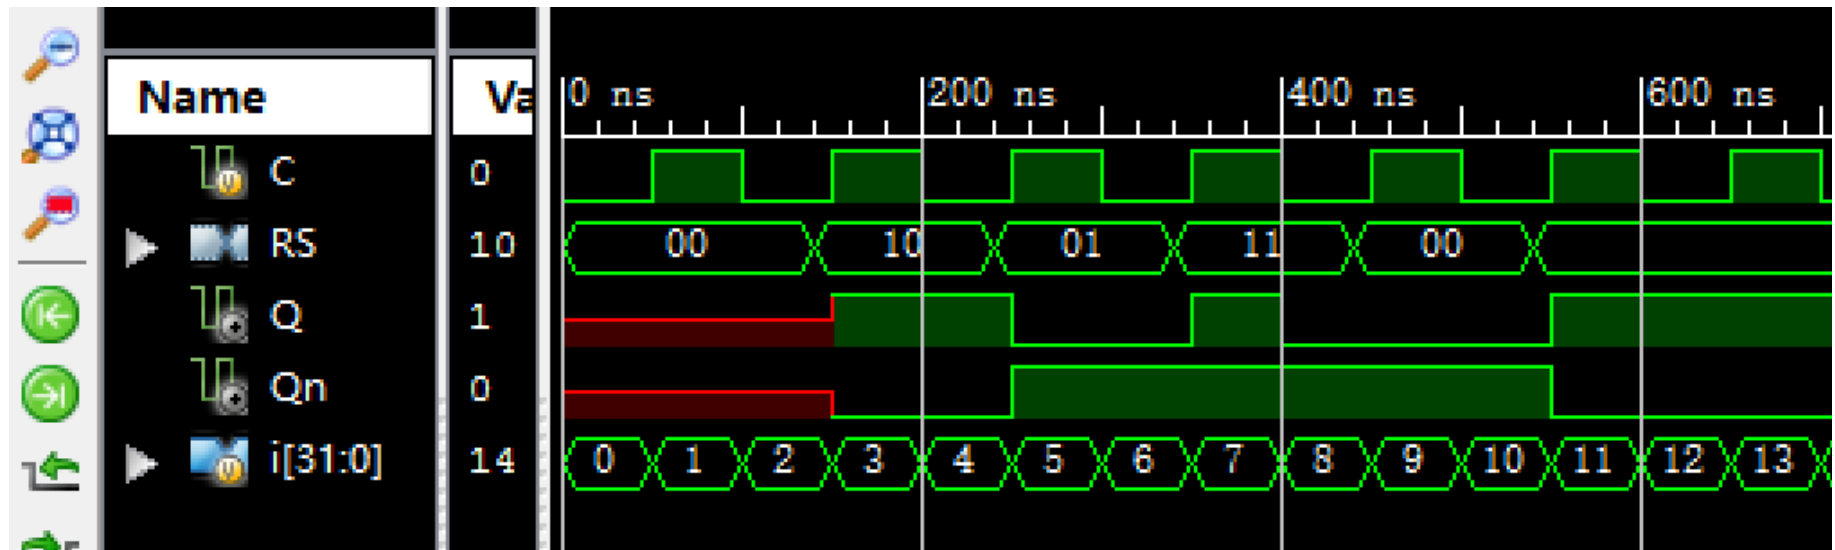 Name Va 0 ns 200 ns 400 ns 600 ns
C 0
RS 10 00 10 01 11 00
Q 1
Qn 0
i[31:0] 14 0 1 2 3 4 5 6 7 8 9 10 11 12 13